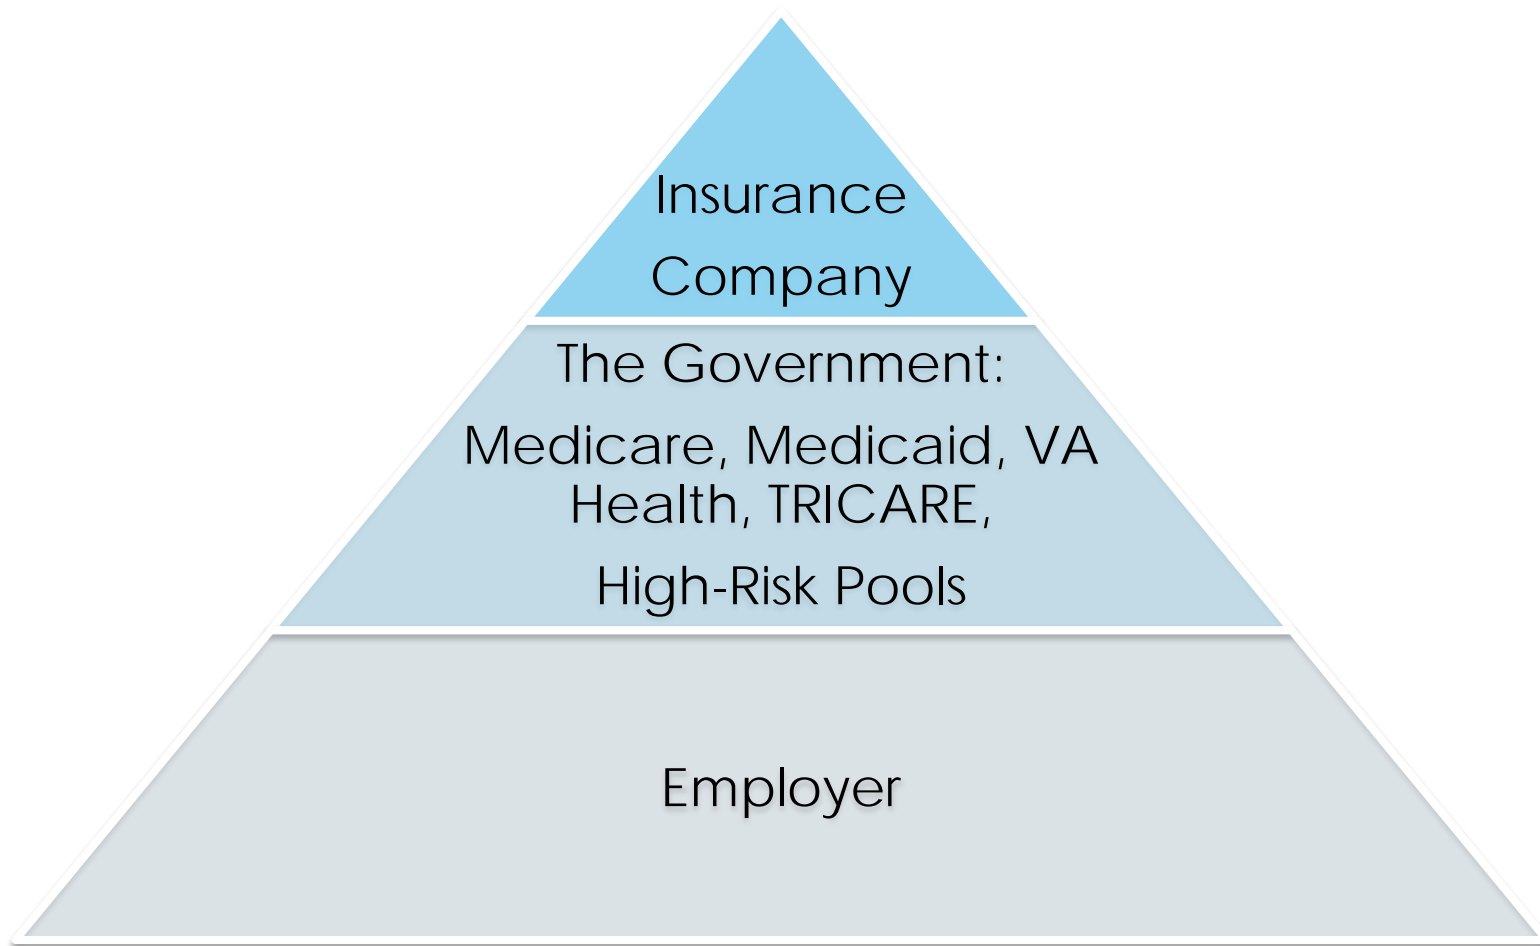 Insurance
Company
The Government:
Medicare, Medicaid, VA
Health, TRICARE,
High-Risk Pools
Employer